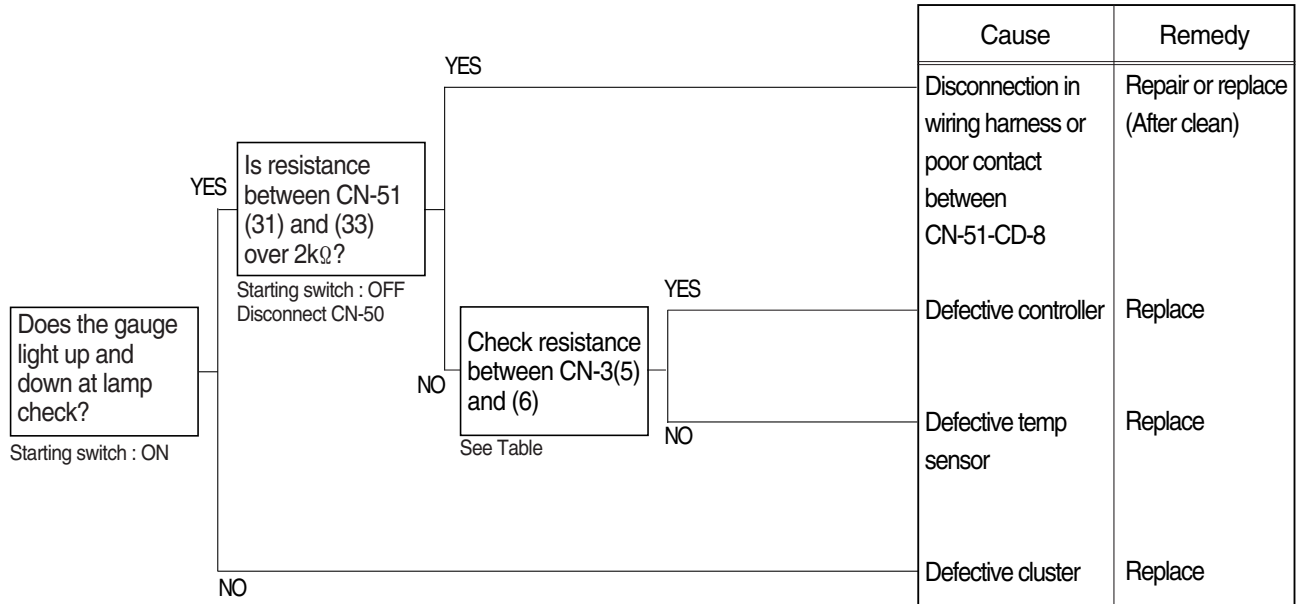 Cause
Remedy
YES
Disconnection in
wiring harness or
poor contact
between
CN-51-CD-8
Repair or replace
(After clean)
YES
Is resistance
between CN-51
(31) and (33)
over 2kΩ?
Starting switch : OFF
Disconnect CN-50
YES
Defective controller
Replace
Does the gauge
light up and
down at lamp
check?
Starting switch : ON
NO
Check resistance
between CN-3(5)
and (6)
See Table
NO
Defective temp
sensor
Replace
NO
Defective cluster
Replace